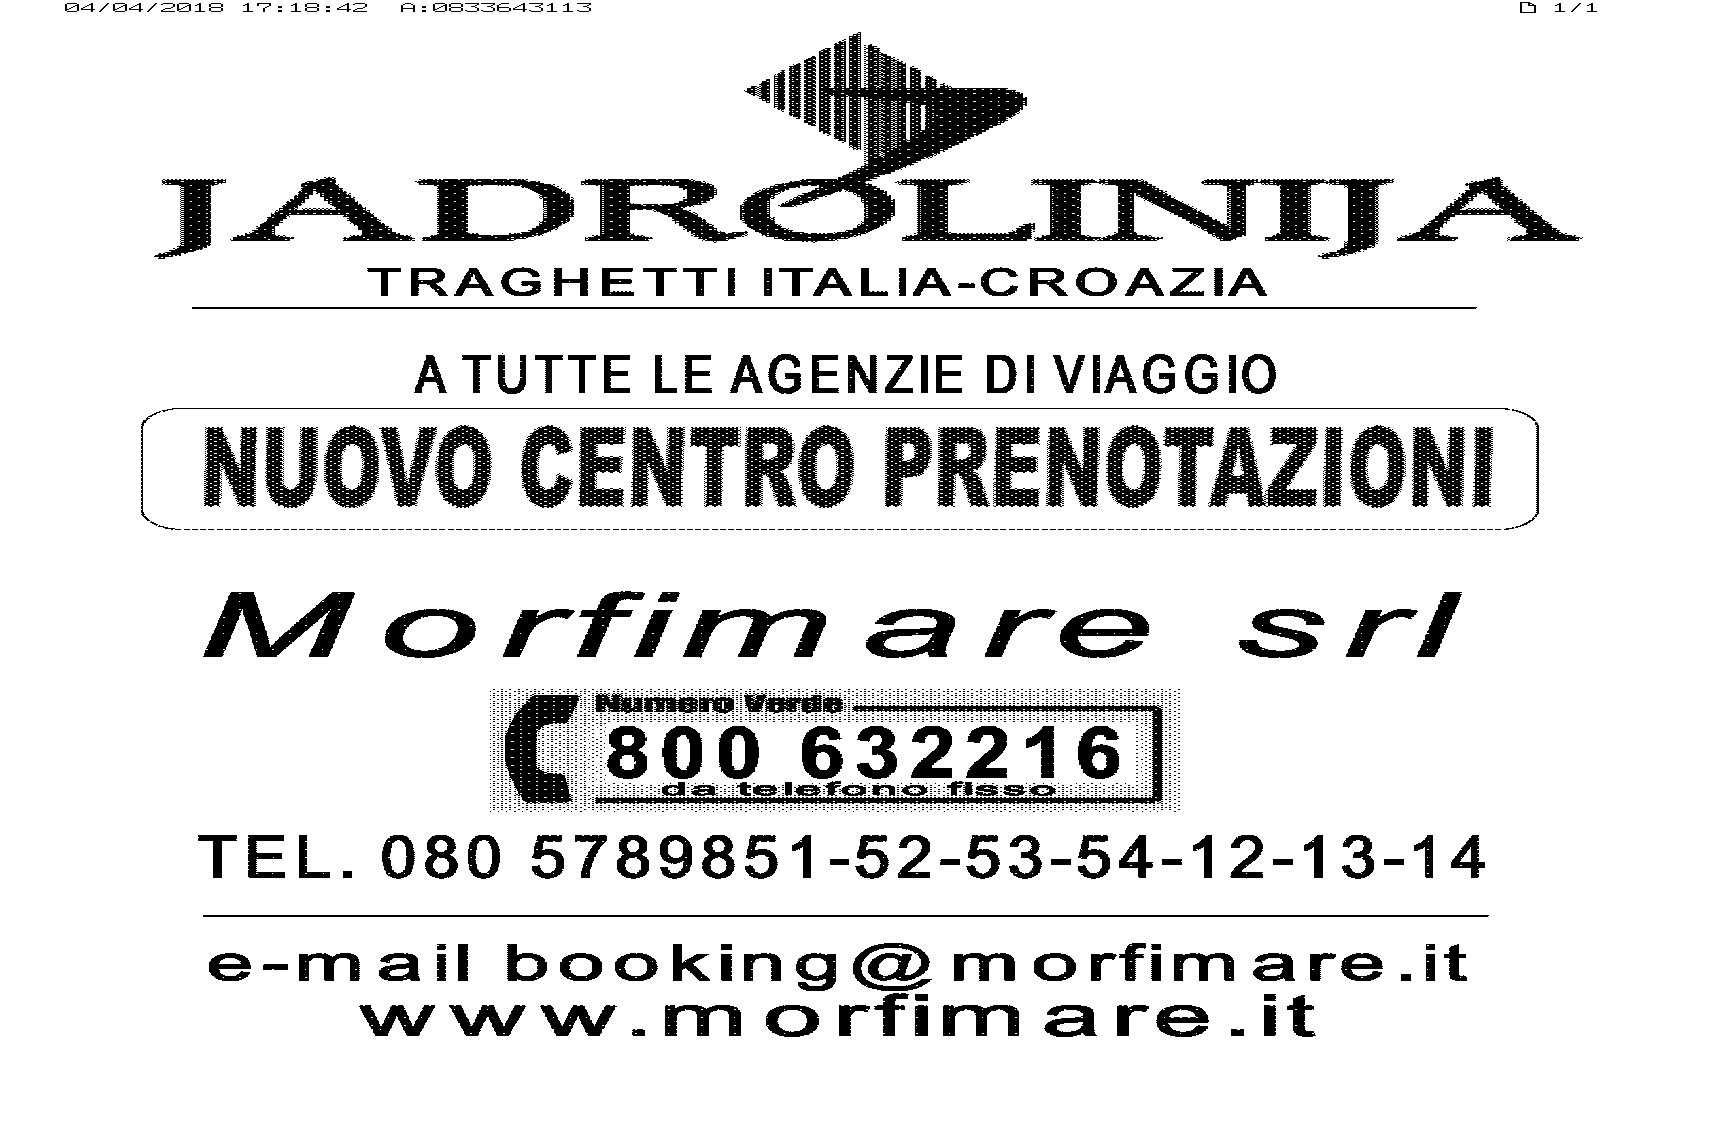 04/04/2018 17:18:42 A:0833643113 1/1
JADROLINIJA
TRAGHETTI ITALIA-CROAZIA
A TUTTE LE AGENZIE DI VIAGGIO
NUOVO CENTRO PRENOTAZIONI
Morfimare srl
Numero Verde
800 632216
da telefono fisso
TEL. 080 5789851-52-53-54-12-13-14
e-mail booking@morfimare.it
www.morfimare.it